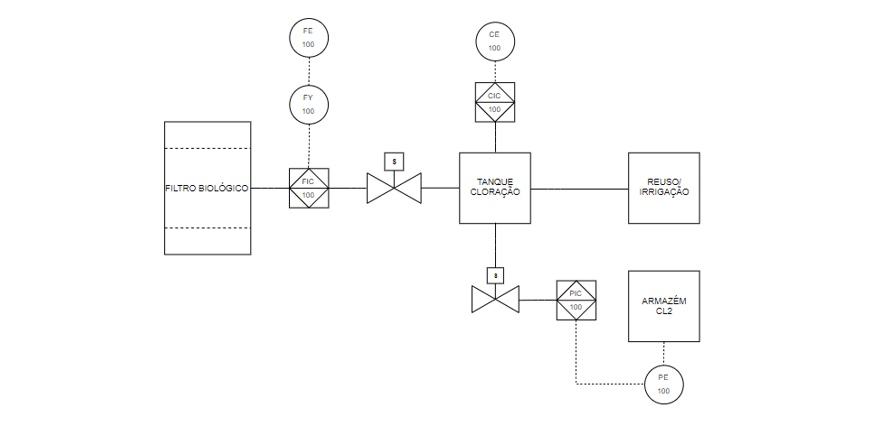 FE
100
CE
100
FY
100
CIC
100
S
FILTRO BIOLÓGICO
FIC
100
TANQUE
CLORAÇÃO
REUSO/
IRRIGAÇÃO
S
PIC
100
ARMAZÉM
CL2
PE
100